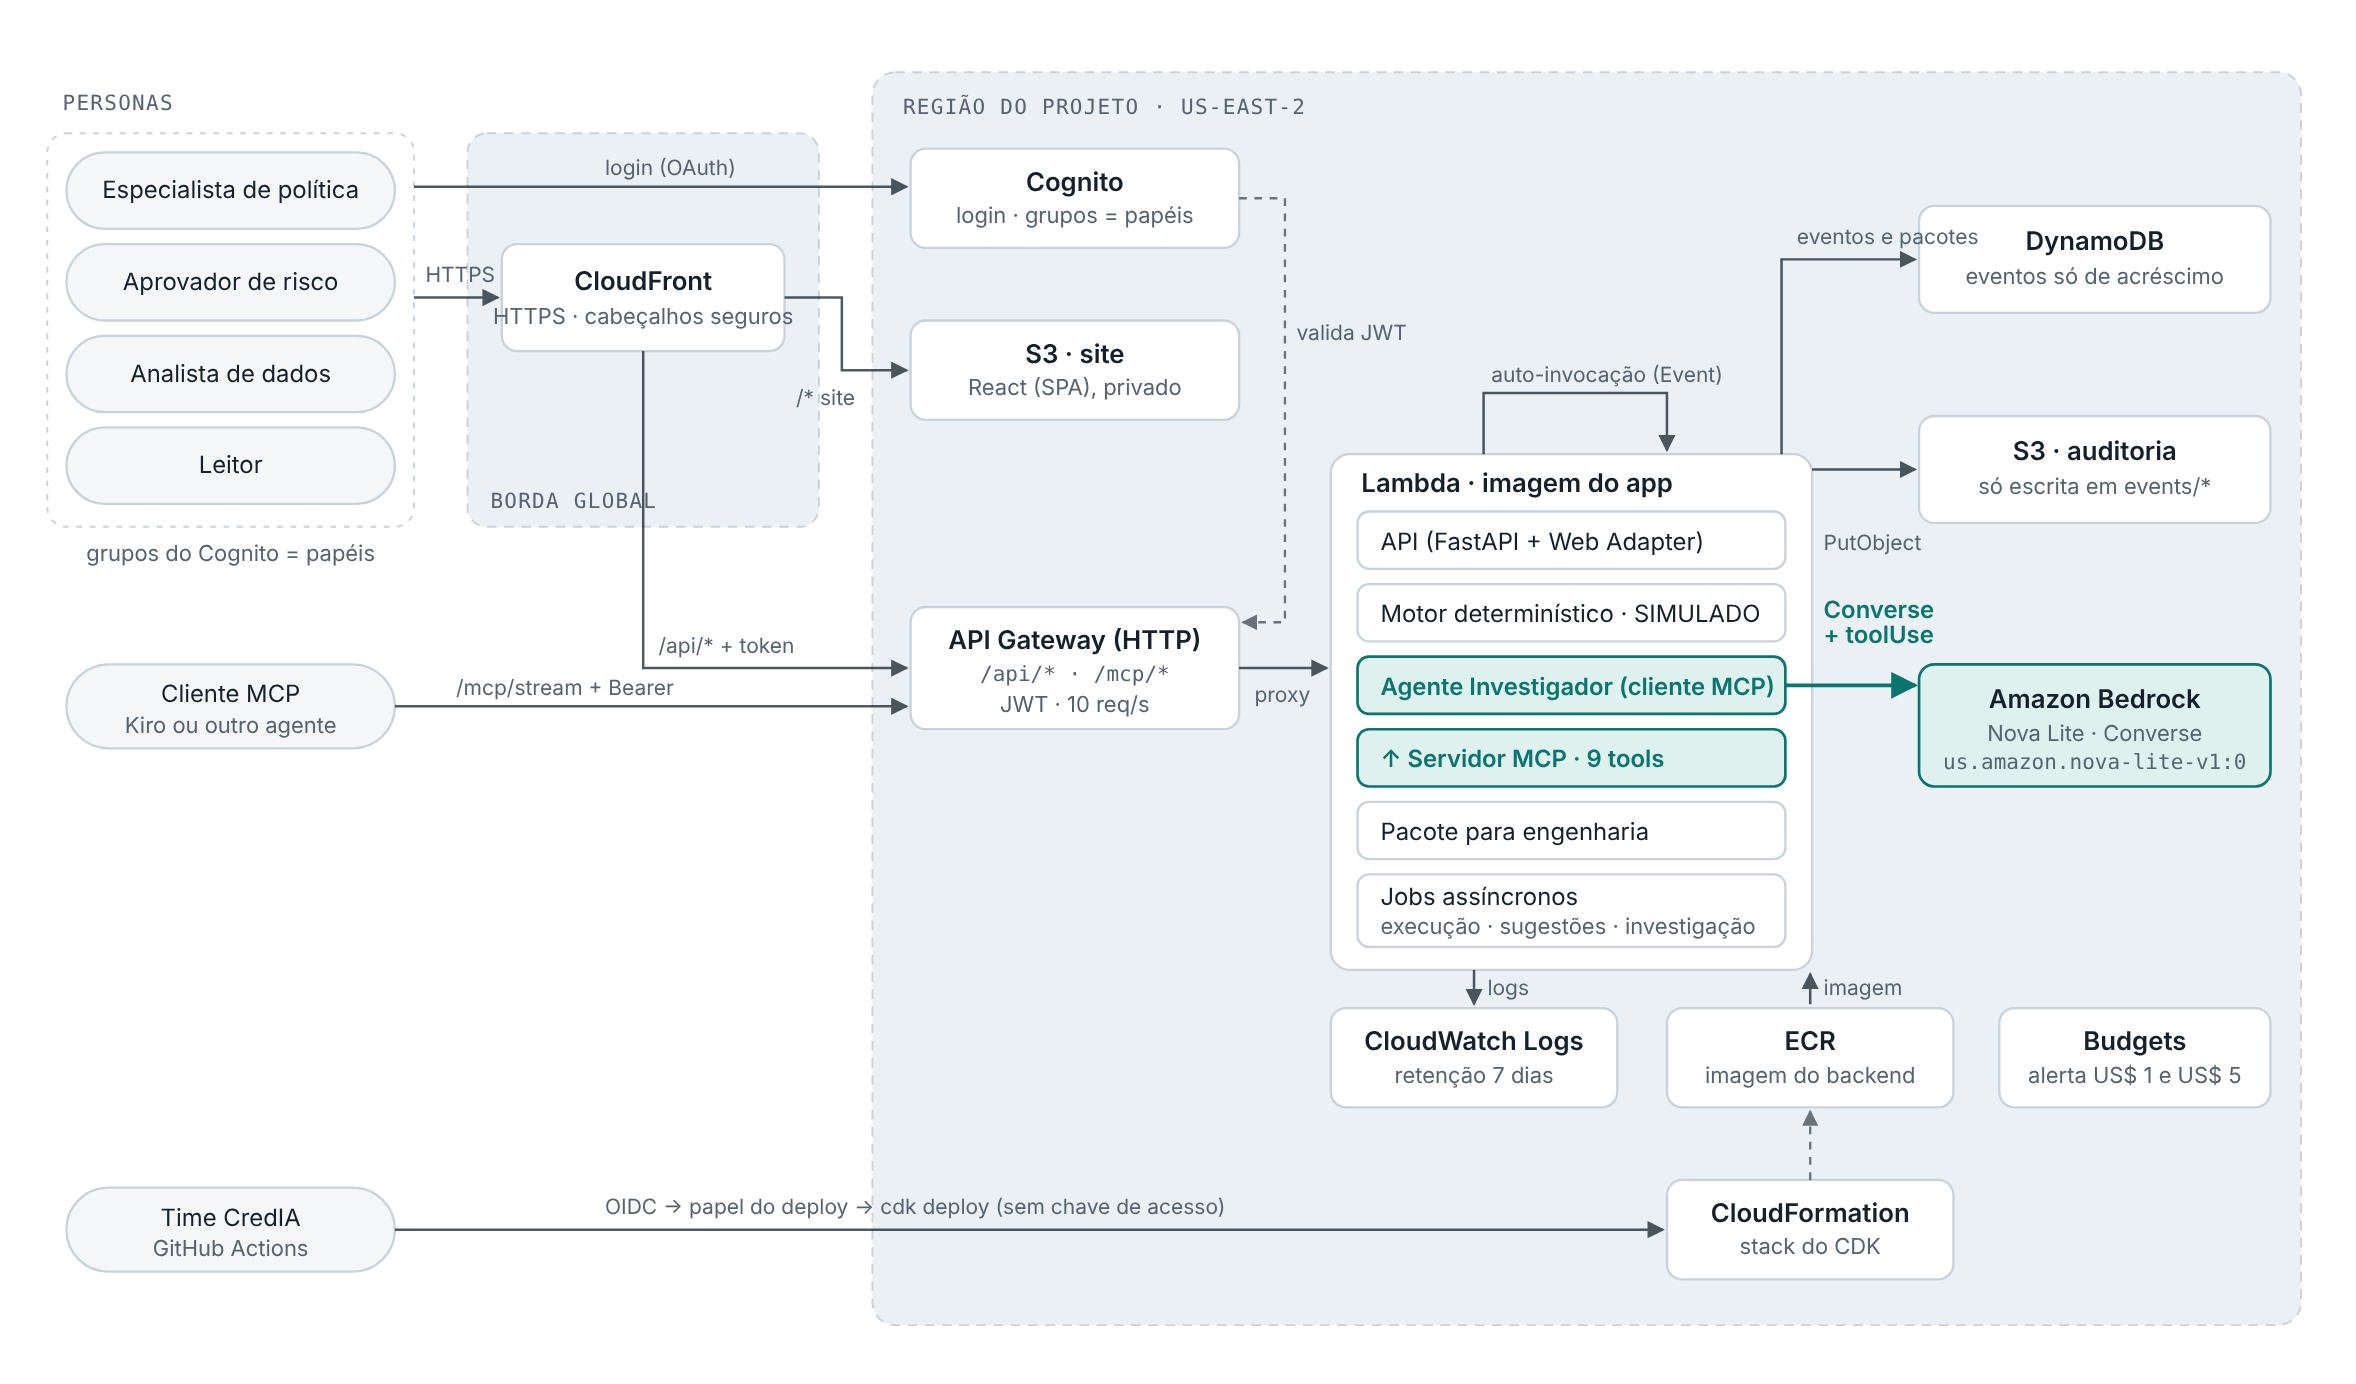 PERSONAS
Especialista de política
Aprovador de risco
Analista de dados
Leitor
grupos do Cognito = papéis
Cliente MCP
Kiro ou outro agente
Time CredIA
GitHub Actions
login (OAuth)
HTTPS
CloudFront
HTTPS · cabeçalhos seguros
/* site
BORDA GLOBAL
/api/* + token
/mcp/stream + Bearer
OIDC → papel do deploy → cdk deploy (sem chave de acesso)
REGIÃO DO PROJETO · US-EAST-2
Cognito
login · grupos = papéis
S3 · site
React (SPA), privado
valida JWT
API Gateway (HTTP)
/api/* · /mcp/*
JWT · 10 req/s
proxy
auto-invocação (Event)
Lambda · imagem do app
API (FastAPI + Web Adapter)
Motor determinístico · SIMULADO
Agente Investigador (cliente MCP)
↑ Servidor MCP · 9 tools
Pacote para engenharia
Jobs assíncronos
execução · sugestões · investigação
eventos e pacotes
DynamoDB
eventos só de acréscimo
S3 · auditoria
só escrita em events/*
PutObject
Converse
+ toolUse
Amazon Bedrock
Nova Lite · Converse
us.amazon.nova-lite-v1:0
logs
imagem
CloudWatch Logs
retenção 7 dias
ECR
imagem do backend
Budgets
alerta US$ 1 e US$ 5
CloudFormation
stack do CDK